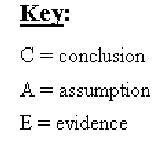 Key:
C = conclusion
A = assumption
E = evidence